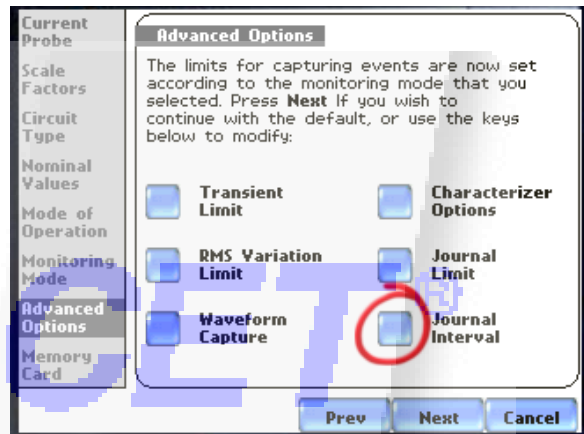 Current
Probe
Scale
Factors
Circuit
Type
Nominal
Values
Mode of
Operation
Monitoring
Mode
Advanced
Options
Memory
Card
Advanced Options
The limits for capturing events are now set
according to the monitoring mode that you
selected. Press Next If you wish to
continue with the default, or use the keys
below to modify:
Transient
Limit
Characterizer
Options
RMS Variation
Limit
Journal
Limit
Waveform
Capture
Journal
Interval
Prev
Next
Cancel
CET®